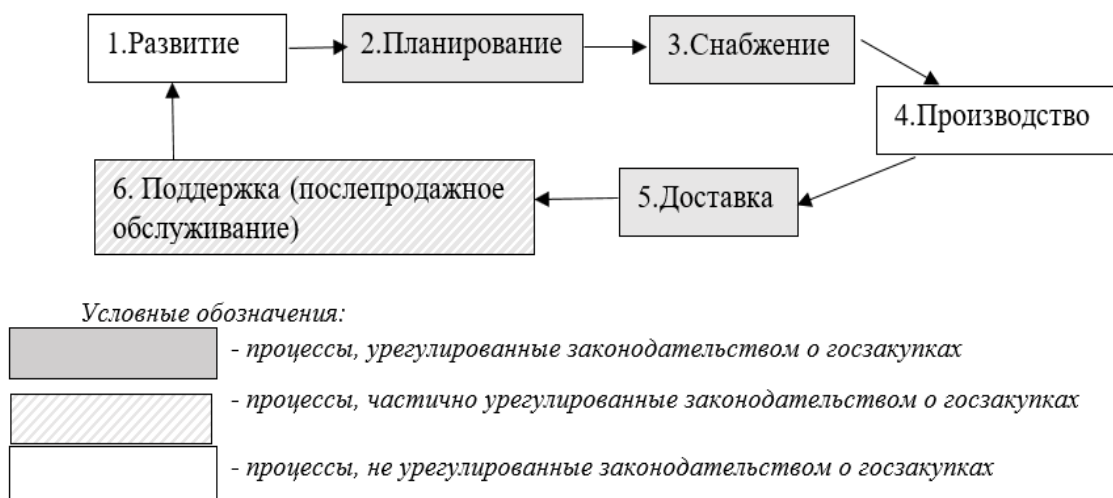 1.Развитие
2.Планирование
3.Снабжение
4.Производство
6. Поддержка (послепродажное
обслуживание)
5.Доставка
Условные обозначения:
- процессы, урегулированные законодательством о госзакупках
- процессы, частично урегулированные законодательством о госзакупках
- процессы, не урегулированные законодательством о госзакупках